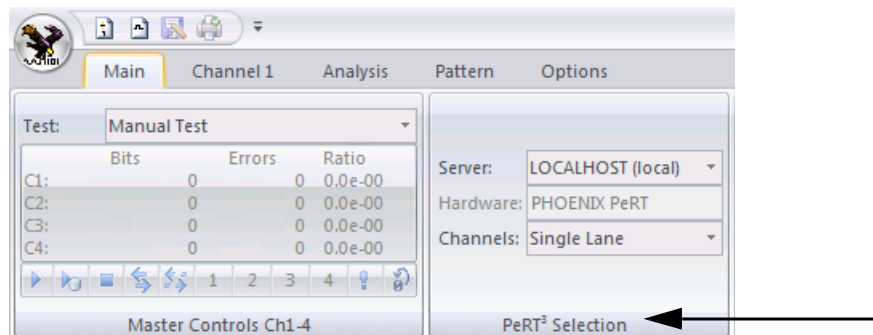 Main Channel 1 Analysis Pattern Options
Test: Manual Test
Bits Errors Ratio
C1: 0 0 0.0e-00
C2: 0 0 0.0e-00
C3: 0 0 0.0e-00
C4: 0 0 0.0e-00
1 2 3 4
Master Controls Ch1-4
Server: LOCALHOST (local)
Hardware: PHOENIX PeRT
Channels: Single Lane
PeRT³ Selection